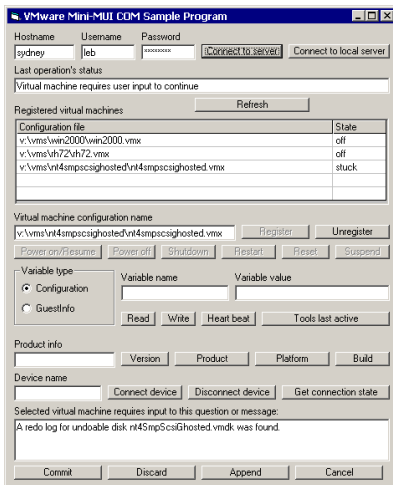 VMware Mini-MUI COM Sample Program
Hostname Username Password
sydney leb xxxxxxxx Connect to server Connect to local server
Last operation's status
Virtual machine requires user input to continue
Registered virtual machines Refresh
Configuration file State
v:\vms\win2000\win2000.vmx off
v:\vms\rh72\rh72.vmx off
v:\vms\nt4smpscsighosted\nt4smpscsighosted.vmx stuck
Virtual machine configuration name
v:\vms\nt4smpscsighosted\nt4smpscsighosted.vmx Register Unregister
Power on/Resume Power off Shutdown Restart Reset Suspend
Variable type Variable name Variable value
Configuration
GuestInfo
Read Write Heart beat Tools last active
Product info
Version Product Platform Build
Device name
Connect device Disconnect device Get connection state
Selected virtual machine requires input to this question or message:
A redo log for undoable disk nt4SmpScsiGhosted.vmdk was found.
Commit Discard Append Cancel